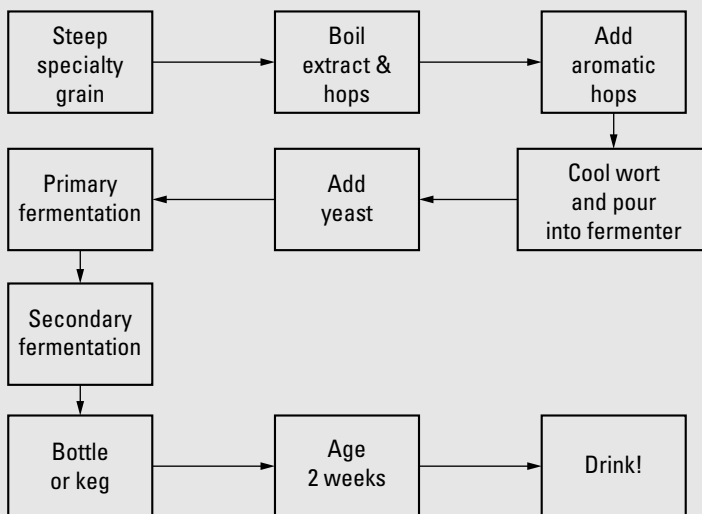 Steep
specialty
grain
Boil
extract &
hops
Add
aromatic
hops
Cool wort
and pour
into fermenter
Add
yeast
Primary
fermentation
Secondary
fermentation
Bottle
or keg
Age
2 weeks
Drink!